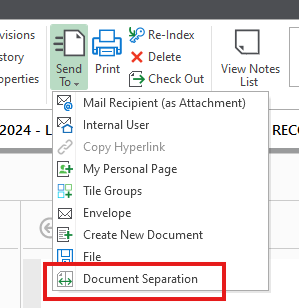 visions
story
operties
Send To
Print
Re-Index
Delete
Check Out
View Notes List
Mail Recipient (as Attachment)
Internal User
Copy Hyperlink
My Personal Page
Tile Groups
Envelope
Create New Document
File
Document Separation
2024 - L
RECO